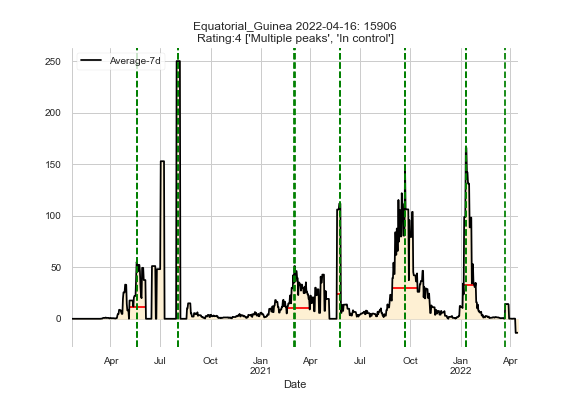 Equatorial_Guinea 2022-04-16: 15906
Rating:4 ['Multiple peaks', 'In control']
Average-7d
250
200
150
100
50
0
Apr
Jul
Oct
Jan
2021
Apr
Jul
Oct
Jan
2022
Apr
Date